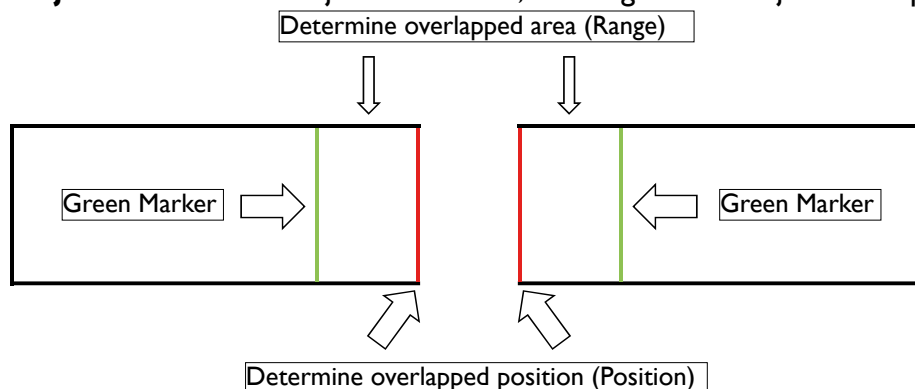 Determine overlapped area (Range)
Green Marker
Green Marker
Determine overlapped position (Position)